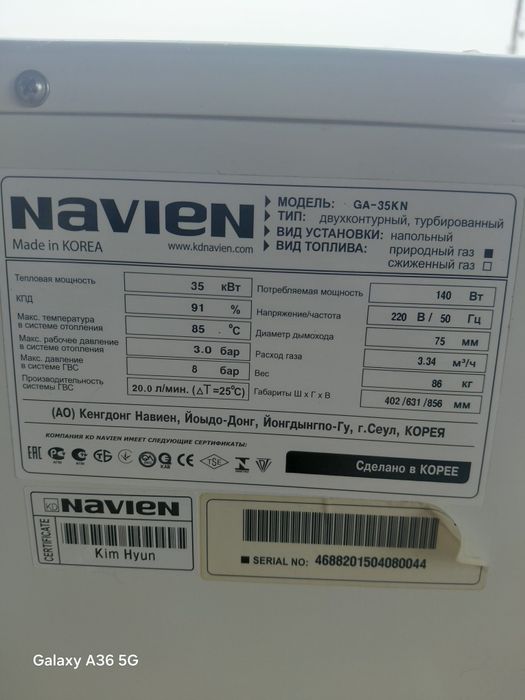 NAVIEN
Made in KOREA
www.kdnavien.com
МОДЕЛЬ: GA-35KN
ТИП: двухконтурный, турбированный
ВИД УСТАНОВКИ: напольный
ВИД ТОПЛИВА: природный газ
сжиженный газ
Тепловая мощность 35 кВт
КПД 91 %
Макс. температура в системе отопления 85 °C
Макс. рабочее давление в системе отопления 3.0 бар
Макс. давление в системе ГВС 8 бар
Производительность системы ГВС 20.0 л/мин. (△T=25°C)
Потребляемая мощность 140 Вт
Напряжение/частота 220 В / 50 Гц
Диаметр дымохода 75 мм
Расход газа 3.34 м³/ч
Вес 86 кг
Габариты Ш x Г x В 402/631/856 мм
(АО) Кенгдонг Навиен, Йоыдо-Донг, Йонгдынгпо-Гу, г.Сеул, КОРЕЯ
КОМПАНИЯ KD NAVIEN ИМЕЕТ СЛЕДУЮЩИЕ СЕРТИФИКАТЫ:
EAC CE TSE
Сделано в КОРЕЕ
CERTIFICATE
KD NAVIEN
Kim Hyun
SERIAL NO: 4688201504080044
Galaxy A36 5G